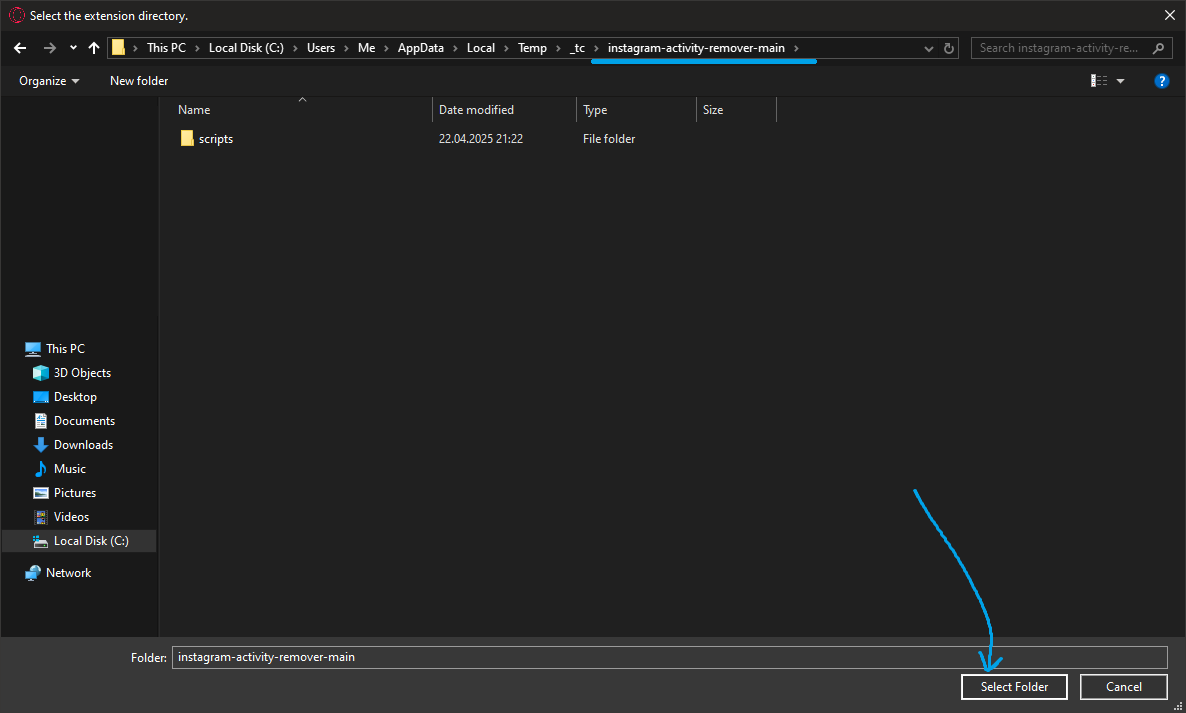 Select the extension directory.
This PC > Local Disk (C:) > Users > Me > AppData > Local > Temp > _tc > instagram-activity-remover-main >
Search instagram-activity-re...
Organize New folder
?
Name Date modified Type Size
scripts 22.04.2025 21:22 File folder
This PC
3D Objects
Desktop
Documents
Downloads
Music
Pictures
Videos
Local Disk (C:)
Network
Folder: instagram-activity-remover-main
Select Folder Cancel